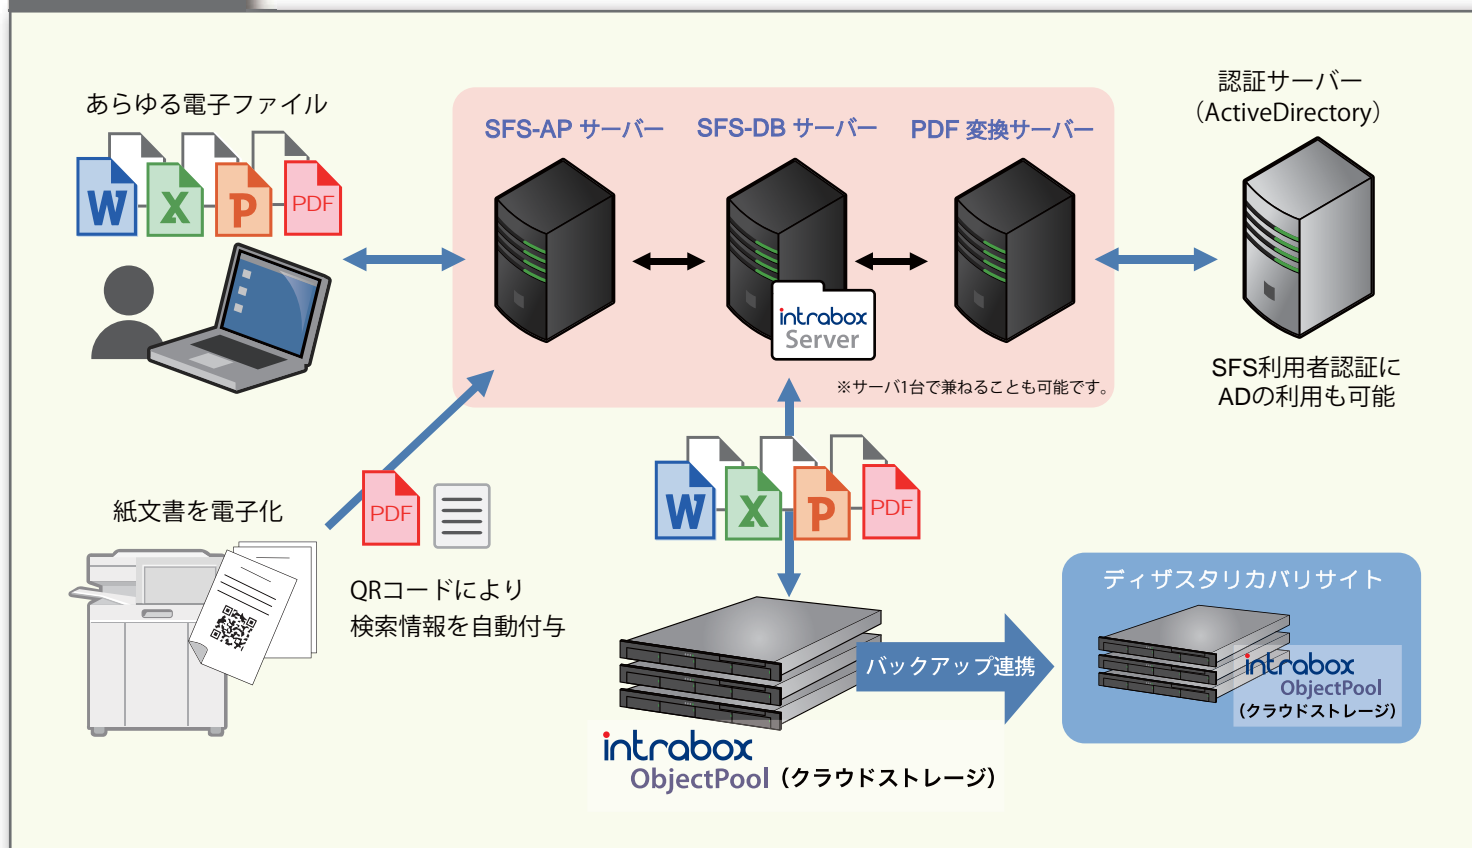 あらゆる電子ファイル
W X P PDF
SFS-AP サーバー
SFS-DB サーバー
PDF 変換サーバー
intrabox
Server
※サーバ1台で兼ねることも可能です。
認証サーバー
（ActiveDirectory）
SFS利用者認証に
ADの利用も可能
紙文書を電子化
PDF
QRコードにより
検索情報を自動付与
W X P PDF
バックアップ連携
intrabox
ObjectPool（クラウドストレージ）
ディザスタリカバリサイト
intrabox
ObjectPool
（クラウドストレージ）